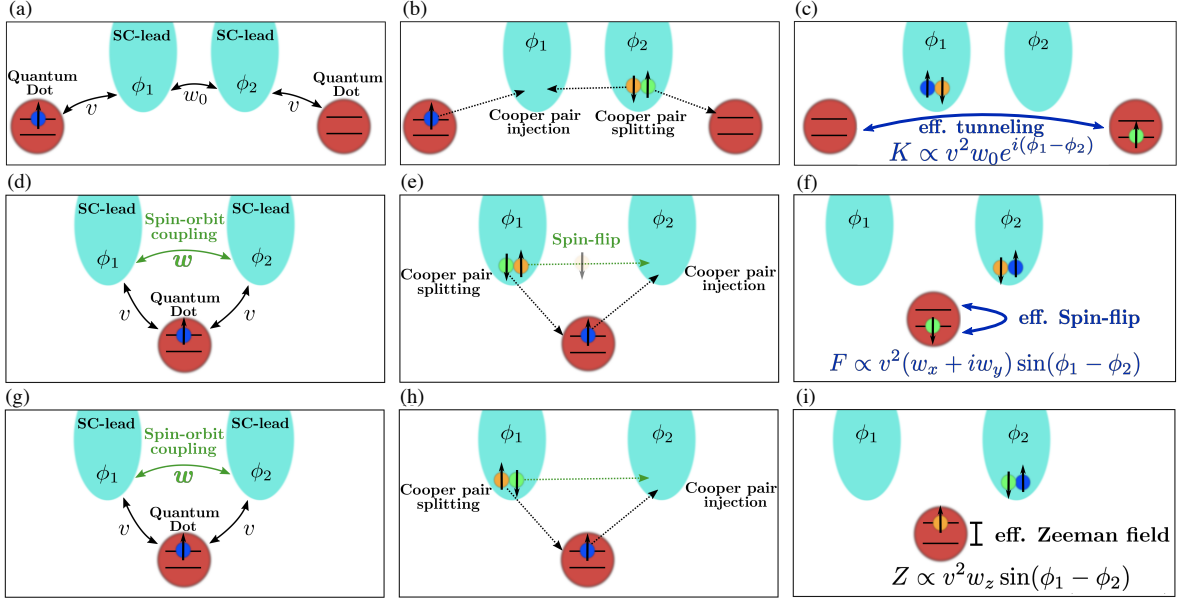 (a)
SC-lead
SC-lead
Quantum
Dot
ϕ₁
w₀
ϕ₂
Quantum
Dot
v
v
(b)
ϕ₁
ϕ₂
Cooper pair
injection
Cooper pair
splitting
(c)
ϕ₁
ϕ₂
eff. tunneling
K ∝ v²w₀e^{i(ϕ₁−ϕ₂)}
(d)
SC-lead
SC-lead
Spin-orbit
coupling
w
ϕ₁
ϕ₂
v
v
Quantum
Dot
(e)
ϕ₁
ϕ₂
Spin-flip
Cooper pair
splitting
Cooper pair
injection
(f)
ϕ₁
ϕ₂
eff. Spin-flip
F ∝ v²(wₓ + iw_y) sin(ϕ₁ − ϕ₂)
(g)
SC-lead
SC-lead
Spin-orbit
coupling
w
ϕ₁
ϕ₂
v
v
Quantum
Dot
(h)
ϕ₁
ϕ₂
Cooper pair
splitting
Cooper pair
injection
(i)
ϕ₁
ϕ₂
eff. Zeeman field
Z ∝ v²w_z sin(ϕ₁ − ϕ₂)